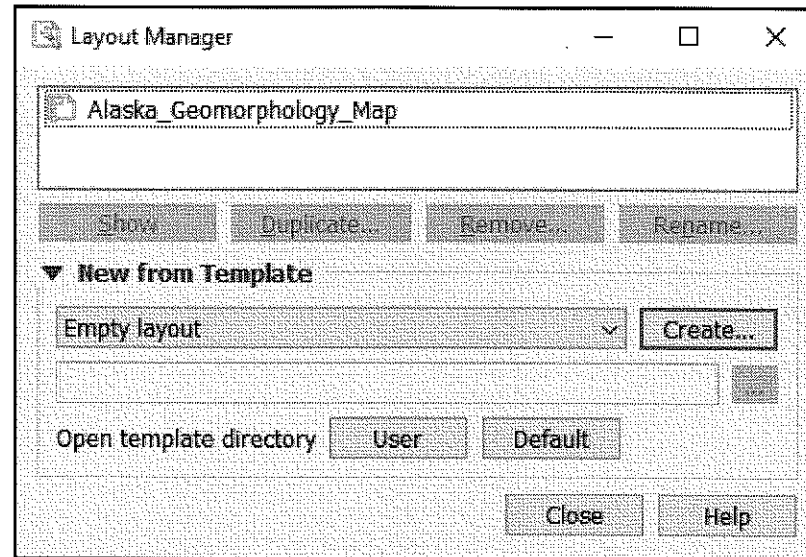 Layout Manager
Alaska_Geomorphology_Map
Show Duplicate... Remove... Rename...
New from Template
Empty layout Create...
...
Open template directory User Default
Close Help